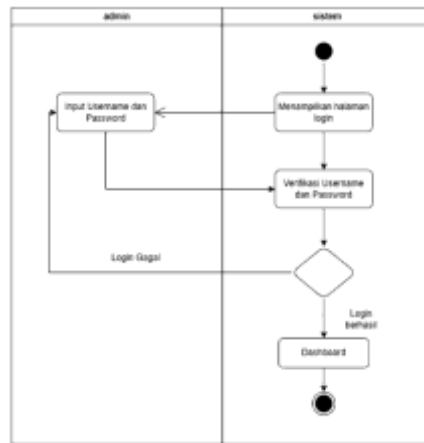 admin
sistem
Input Username dan
Password
Menampilkan halaman
login
Verifikasi Username
dan Password
Login Gagal
Login
berhasil
Dashboard